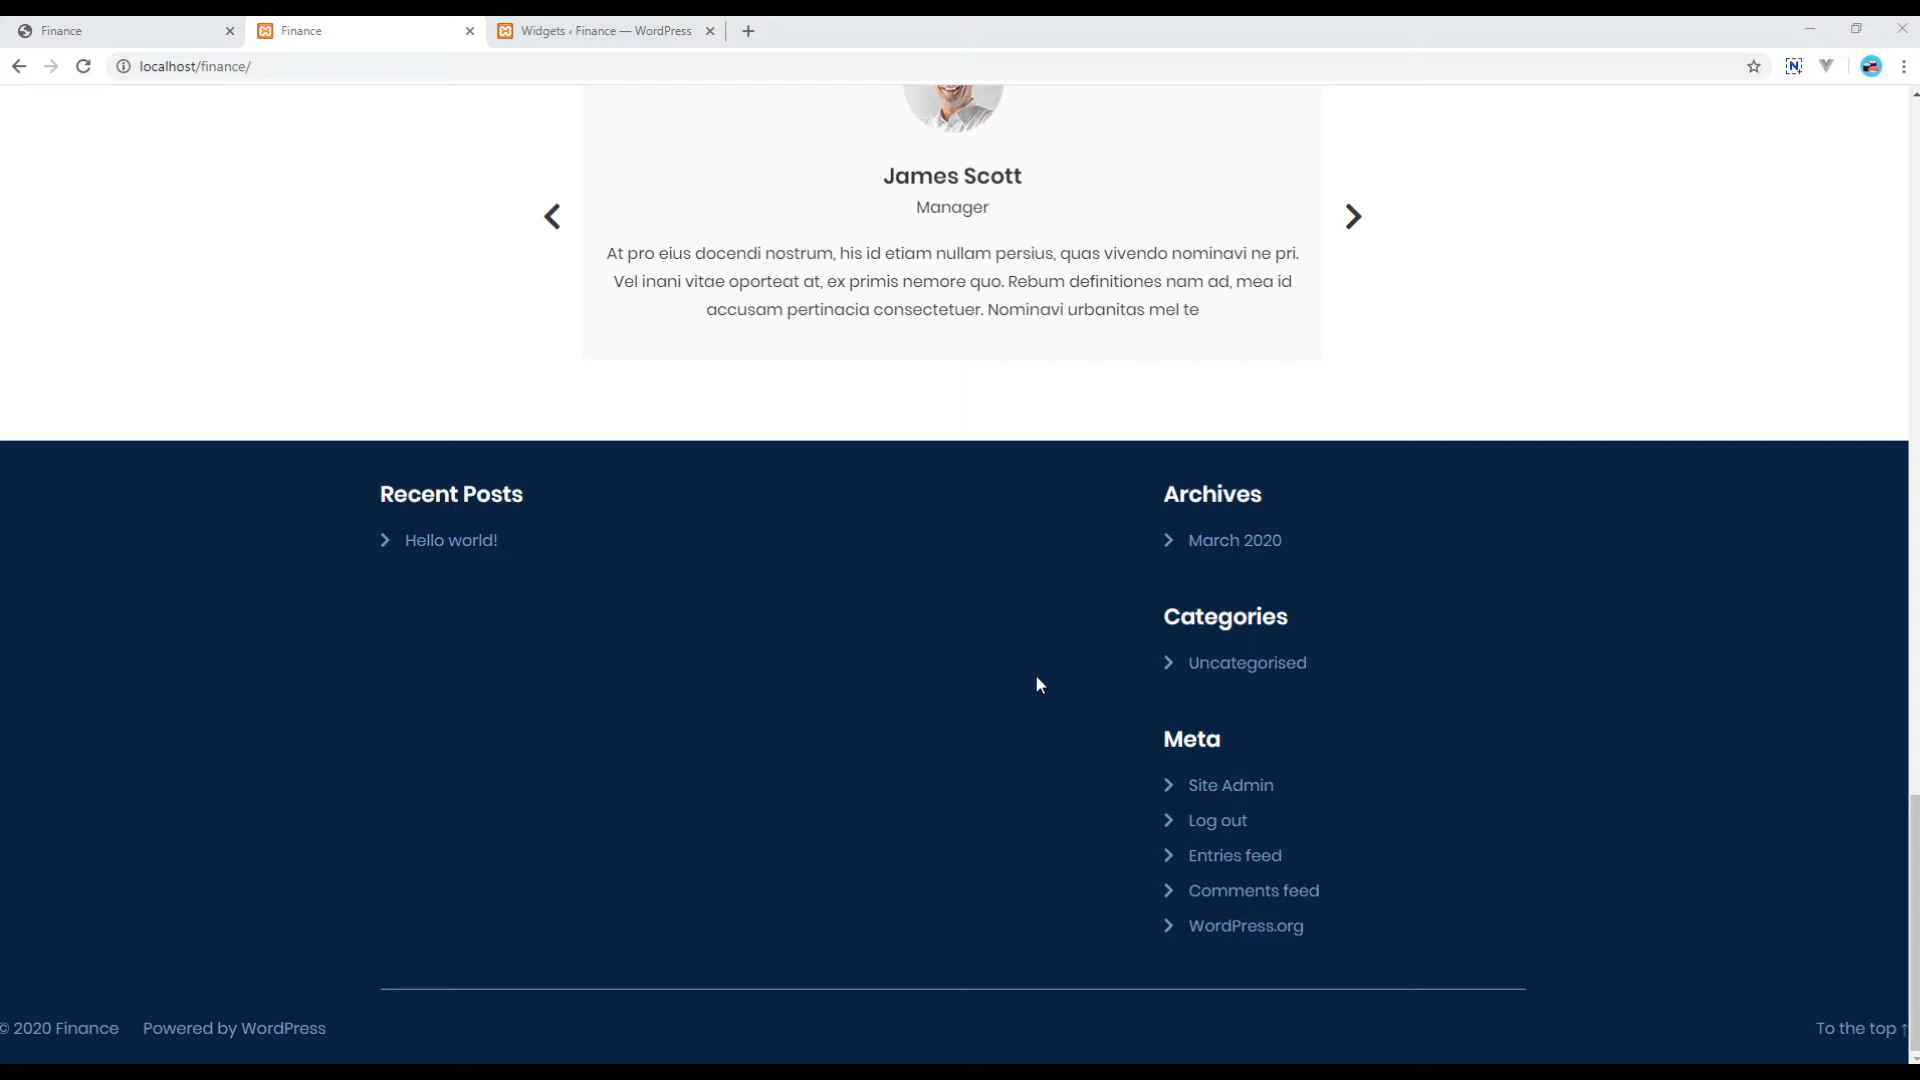 Finance
Finance
Widgets ‹ Finance — WordPress
localhost/finance/
James Scott
Manager
At pro eius docendi nostrum, his id etiam nullam persius, quas vivendo nominavi ne pri.
Vel inani vitae oporteat at, ex primis nemore quo. Rebum definitiones nam ad, mea id
accusam pertinacia consectetuer. Nominavi urbanitas mel te
Recent Posts
Hello world!
Archives
March 2020
Categories
Uncategorised
Meta
Site Admin
Log out
Entries feed
Comments feed
WordPress.org
© 2020 Finance
Powered by WordPress
To the top ↑